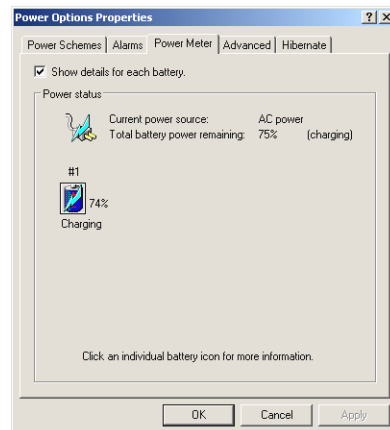 Power Options Properties
Power Schemes Alarms Power Meter Advanced Hibernate
Show details for each battery.
Power status
Current power source: AC power
Total battery power remaining: 75% (charging)
#1
74%
Charging
Click an individual battery icon for more information.
OK Cancel Apply